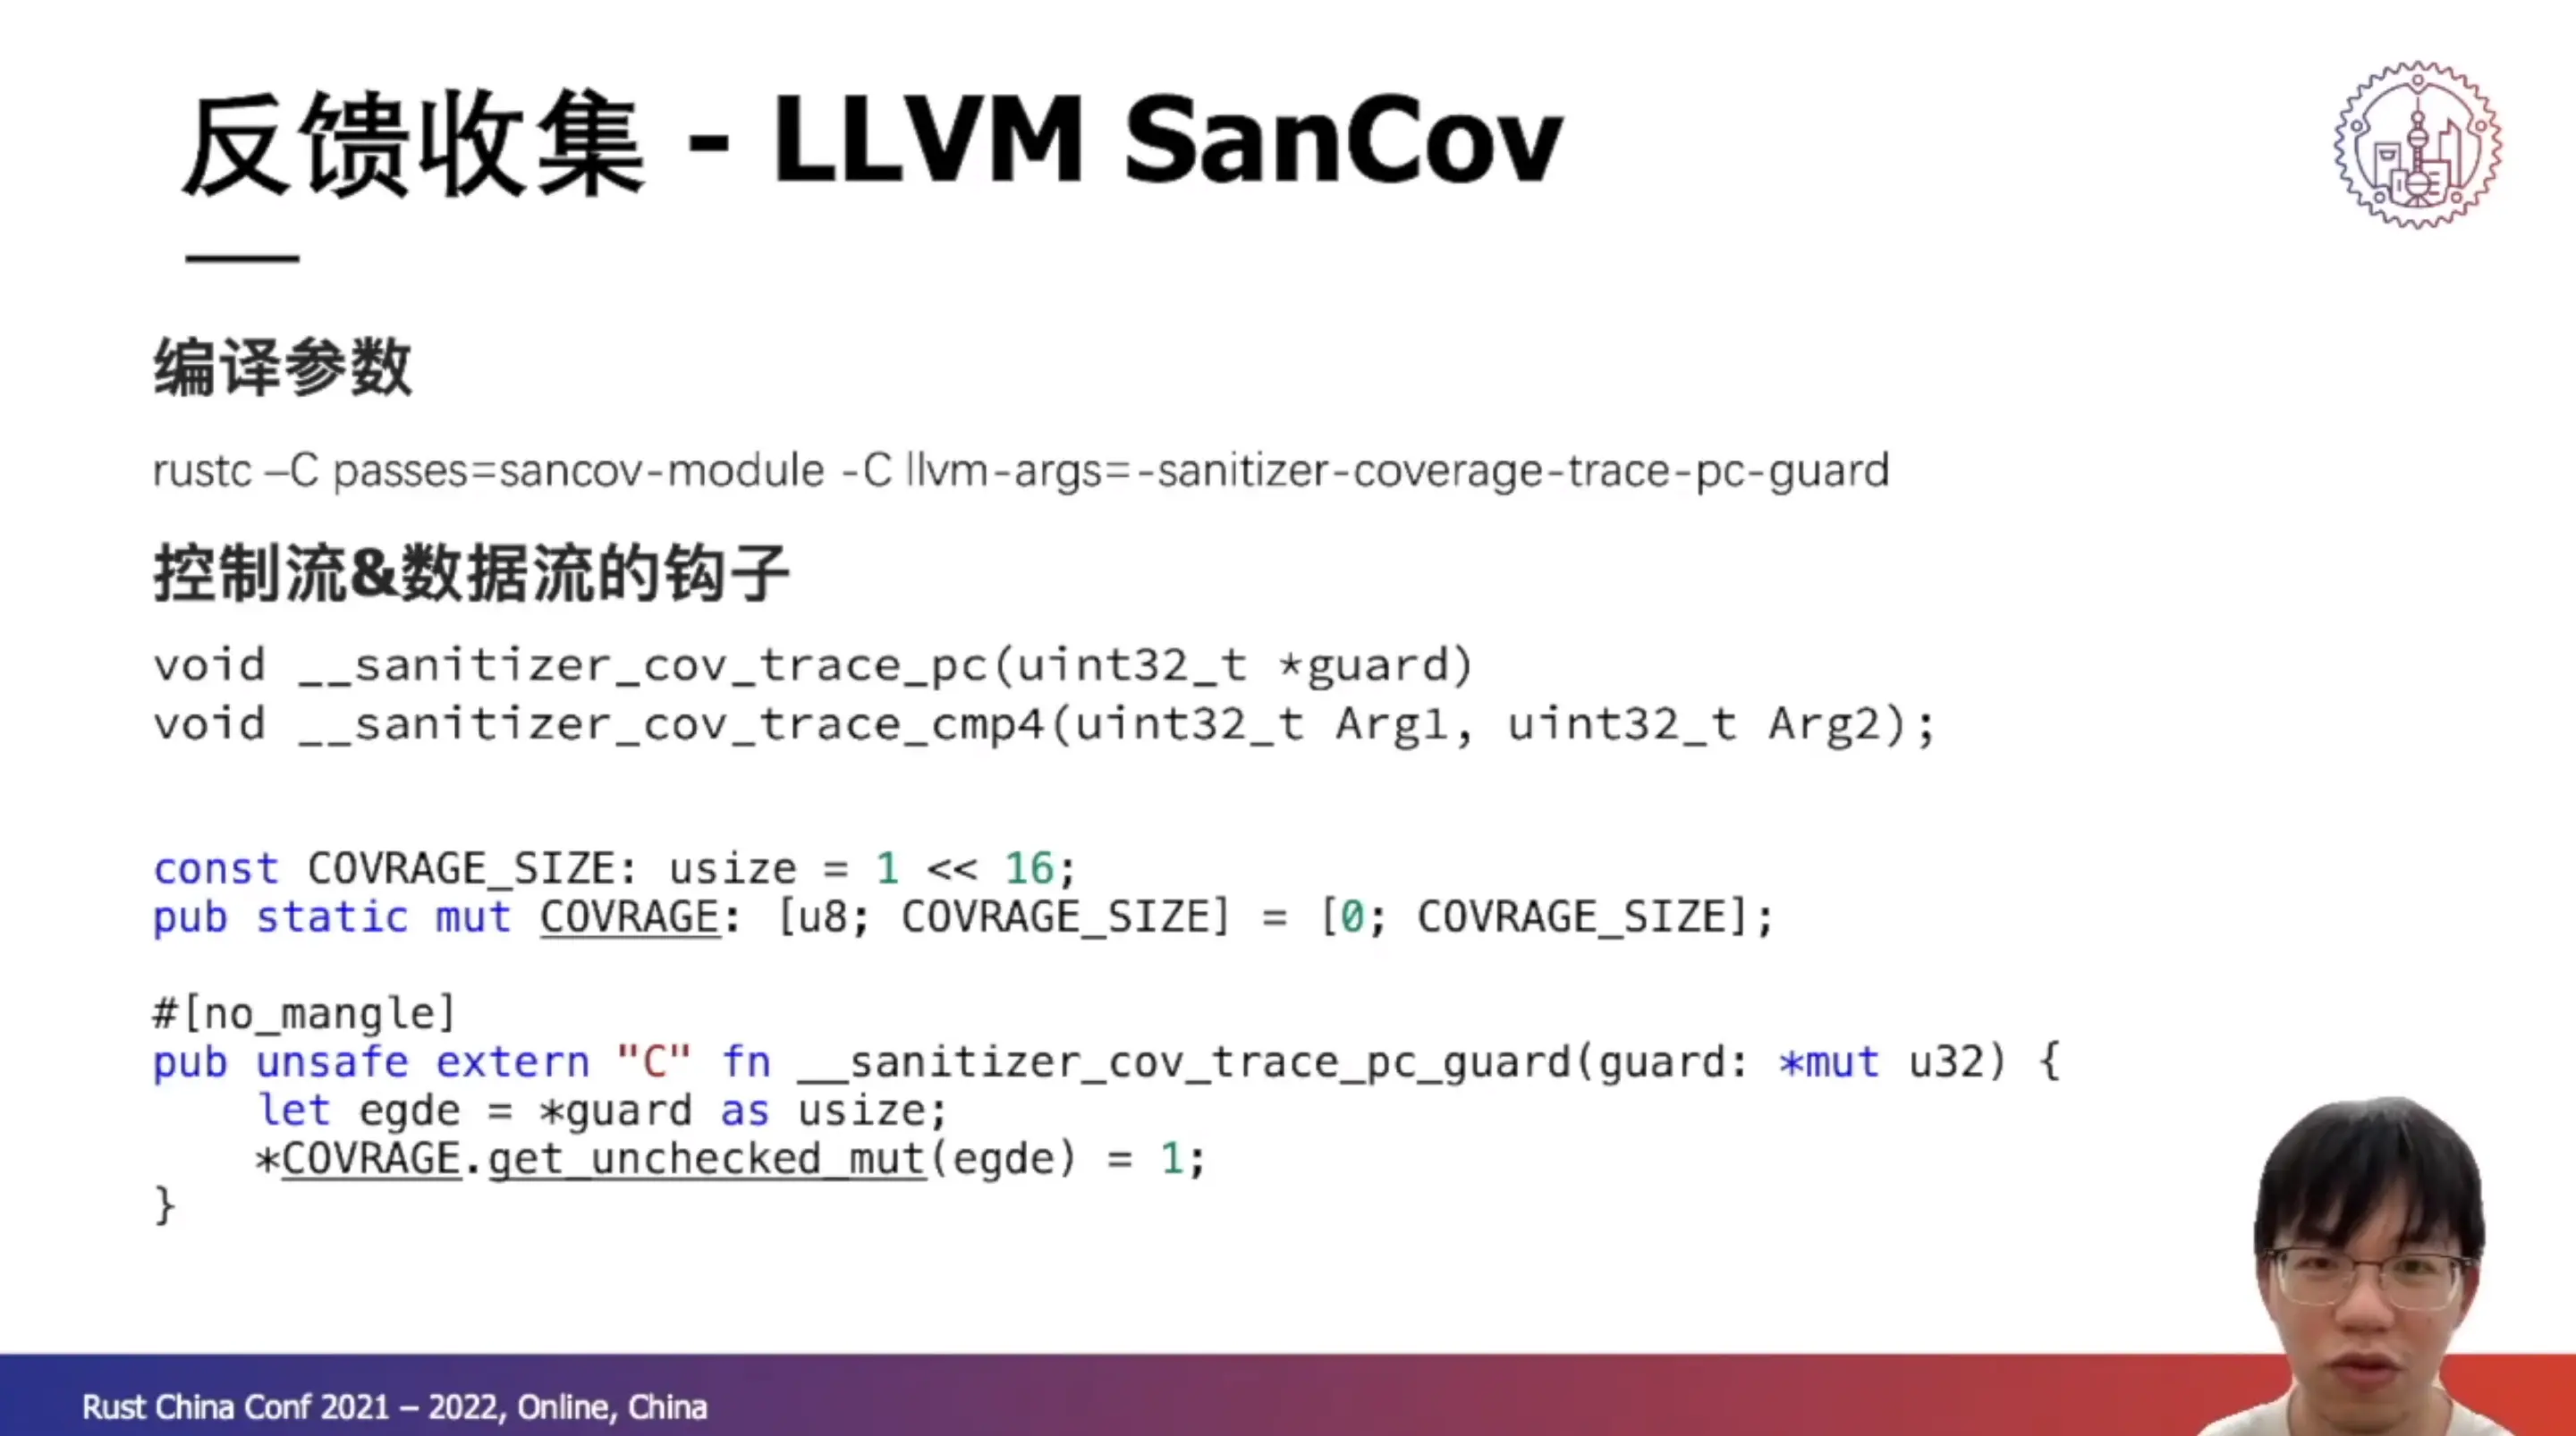 反馈收集 - LLVM SanCov
编译参数
rustc –C passes=sancov-module -C llvm-args=-sanitizer-coverage-trace-pc-guard
控制流&数据流的钩子
void __sanitizer_cov_trace_pc(uint32_t *guard)
void __sanitizer_cov_trace_cmp4(uint32_t Arg1, uint32_t Arg2);
const COVRAGE_SIZE: usize = 1 << 16;
pub static mut COVRAGE: [u8; COVRAGE_SIZE] = [0; COVRAGE_SIZE];
#[no_mangle]
pub unsafe extern "C" fn __sanitizer_cov_trace_pc_guard(guard: *mut u32) {
    let egde = *guard as usize;
    *COVRAGE.get_unchecked_mut(egde) = 1;
}
Rust China Conf 2021 – 2022, Online, China